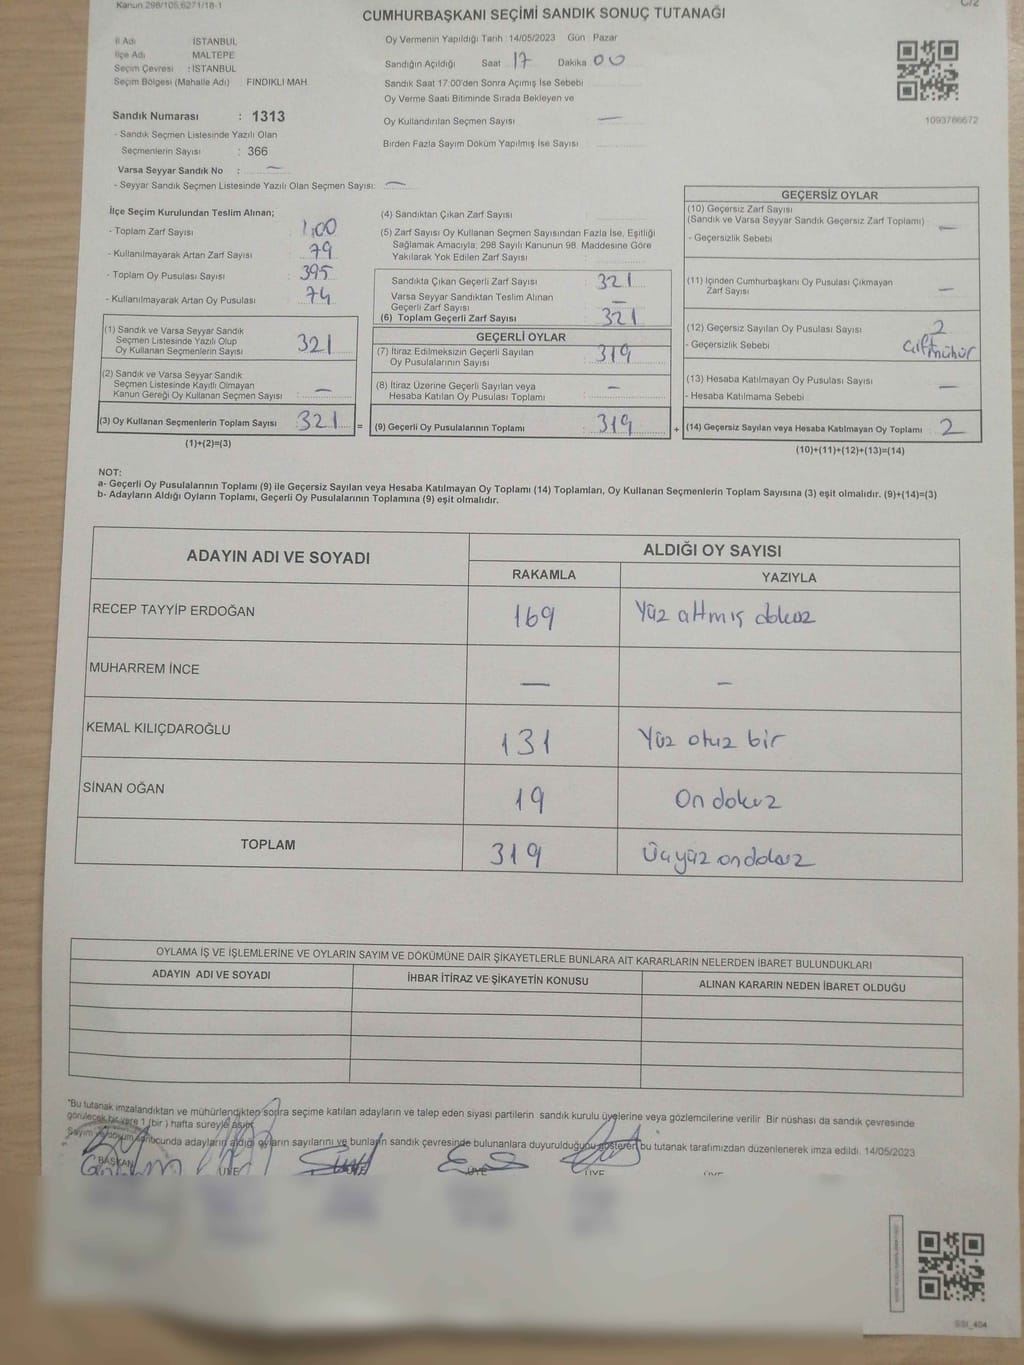 Kanun 298/105,6271/18-1
C/2
CUMHURBAŞKANI SEÇİMİ SANDIK SONUÇ TUTANAĞI
İl Adı İSTANBUL
İlçe Adı MALTEPE
Seçim Çevresi : İSTANBUL
Seçim Bölgesi (Mahalle Adı) FINDIKLI MAH.
Sandık Numarası : 1313
- Sandık Seçmen Listesinde Yazılı Olan
Seçmenlerin Sayısı : 366
Varsa Seyyar Sandık No : —
- Seyyar Sandık Seçmen Listesinde Yazılı Olan Seçmen Sayısı: —
Oy Vermenin Yapıldığı Tarih : 14/05/2023 Gün Pazar
Sandığın Açıldığı Saat 17 Dakika 00
Sandık Saat 17.00'den Sonra Açımış İse Sebebi
Oy Verme Saati Bitiminde Sırada Bekleyen ve
Oy Kullandırılan Seçmen Sayısı —
Birden Fazla Sayım Döküm Yapılmış İse Sayısı
1093766672
İlçe Seçim Kurulundan Teslim Alınan;
- Toplam Zarf Sayısı : 400
- Kullanılmayarak Artan Zarf Sayısı : 79
- Toplam Oy Pusulası Sayısı : 395
- Kullanılmayarak Artan Oy Pusulası : 74
(1) Sandık ve Varsa Seyyar Sandık
Seçmen Listesinde Yazılı Olup
Oy Kullanan Seçmenlerin Sayısı : 321
(2) Sandık ve Varsa Seyyar Sandık
Seçmen Listesinde Kayıtlı Olmayan
Kanun Gereği Oy Kullanan Seçmen Sayısı : —
(3) Oy Kullanan Seçmenlerin Toplam Sayısı : 321 =
(1)+(2)=(3)
(4) Sandıktan Çıkan Zarf Sayısı
(5) Zarf Sayısı Oy Kullanan Seçmen Sayısından Fazla İse, Eşitliği
Sağlamak Amacıyla, 298 Sayılı Kanunun 98. Maddesine Göre
Yakılarak Yok Edilen Zarf Sayısı :
Sandıkta Çıkan Geçerli Zarf Sayısı : 321
Varsa Seyyar Sandıktan Teslim Alınan
Geçerli Zarf Sayısı —
(6) Toplam Geçerli Zarf Sayısı : 321
GEÇERLİ OYLAR
(7) İtiraz Edilmeksizin Geçerli Sayılan
Oy Pusulalarının Sayısı : 319
(8) İtiraz Üzerine Geçerli Sayılan veya
Hesaba Katılan Oy Pusulası Toplamı : —
(9) Geçerli Oy Pusulalarının Toplamı : 319 +
GEÇERSİZ OYLAR
(10) Geçersiz Zarf Sayısı
(Sandık ve Varsa Seyyar Sandık Geçersiz Zarf Toplamı) —
- Geçersizlik Sebebi
(11) İçinden Cumhurbaşkanı Oy Pusulası Çıkmayan
Zarf Sayısı —
(12) Geçersiz Sayılan Oy Pusulası Sayısı 2
- Geçersizlik Sebebi çift mühür
(13) Hesaba Katılmayan Oy Pusulası Sayısı —
- Hesaba Katılmama Sebebi
(14) Geçersiz Sayılan veya Hesaba Katılmayan Oy Toplamı 2
(10)+(11)+(12)+(13)=(14)
NOT:
a- Geçerli Oy Pusulalarının Toplamı (9) ile Geçersiz Sayılan veya Hesaba Katılmayan Oy Toplamı (14) Toplamları, Oy Kullanan Seçmenlerin Toplam Sayısına (3) eşit olmalıdır. (9)+(14)=(3)
b- Adayların Aldığı Oyların Toplamı, Geçerli Oy Pusulalarının Toplamına (9) eşit olmalıdır.
ADAYIN ADI VE SOYADI ALDIĞI OY SAYISI
RAKAMLA YAZIYLA
RECEP TAYYİP ERDOĞAN 169 Yüz altmış dokuz
MUHARREM İNCE — —
KEMAL KILIÇDAROĞLU 131 Yüz otuz bir
SİNAN OĞAN 19 On dokuz
TOPLAM 319 Üçyüz ondokuz
OYLAMA İŞ VE İŞLEMLERİNE VE OYLARIN SAYIM VE DÖKÜMÜNE DAİR ŞİKAYETLERLE BUNLARA AİT KARARLARIN NELERDEN İBARET BULUNDUKLARI
ADAYIN ADI VE SOYADI İHBAR İTİRAZ VE ŞİKAYETİN KONUSU ALINAN KARARIN NEDEN İBARET OLDUĞU
"Bu tutanak imzalandıktan ve mühürlendikten sonra seçime katılan adayların ve talep eden siyasi partilerin sandık kurulu üyelerine veya gözlemcilerine verilir Bir nüshası da sandık çevresinde
görülecek bir yere 1 (bir) hafta süreyle asılır.
Sayım ve döküm sonucunda adayların aldığı oyların sayılarını ve bunların sandık çevresinde bulunanlara duyurulduğunu gösteren bu tutanak tarafımızdan düzenlenerek imza edildi. 14/05/2023
BAŞKAN ÜYE ÜYE ÜYE ÜYE
SSI_404